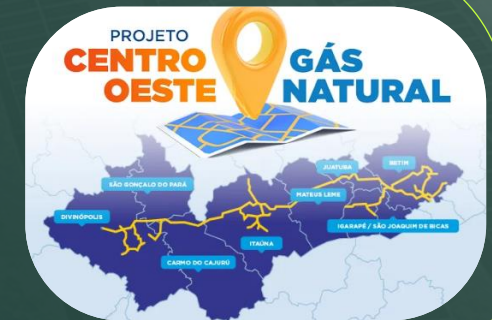 PROJETO
CENTRO
OESTE
GÁS
NATURAL
JUATUBA
BETIM
SÃO GONÇALO DO PARÁ
MATEUS LEME
DIVINÓPOLIS
IGARAPÉ / SÃO JOAQUIM DE BICAS
ITAÚNA
CARMO DO CAJURÚ